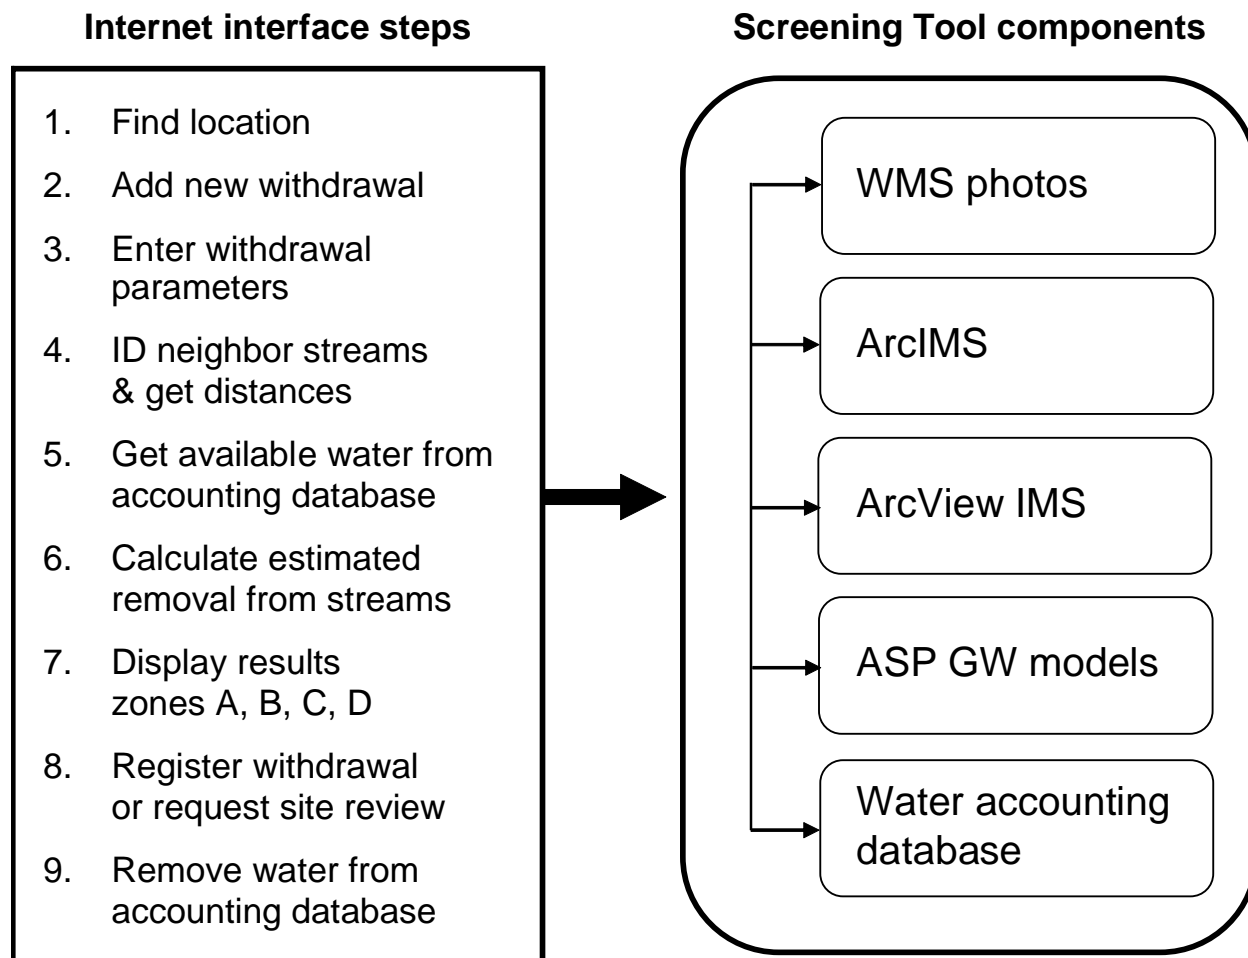 Internet interface steps
1. Find location
2. Add new withdrawal
3. Enter withdrawal
parameters
4. ID neighbor streams
& get distances
5. Get available water from
accounting database
6. Calculate estimated
removal from streams
7. Display results
zones A, B, C, D
8. Register withdrawal
or request site review
9. Remove water from
accounting database
Screening Tool components
WMS photos
ArcIMS
ArcView IMS
ASP GW models
Water accounting
database